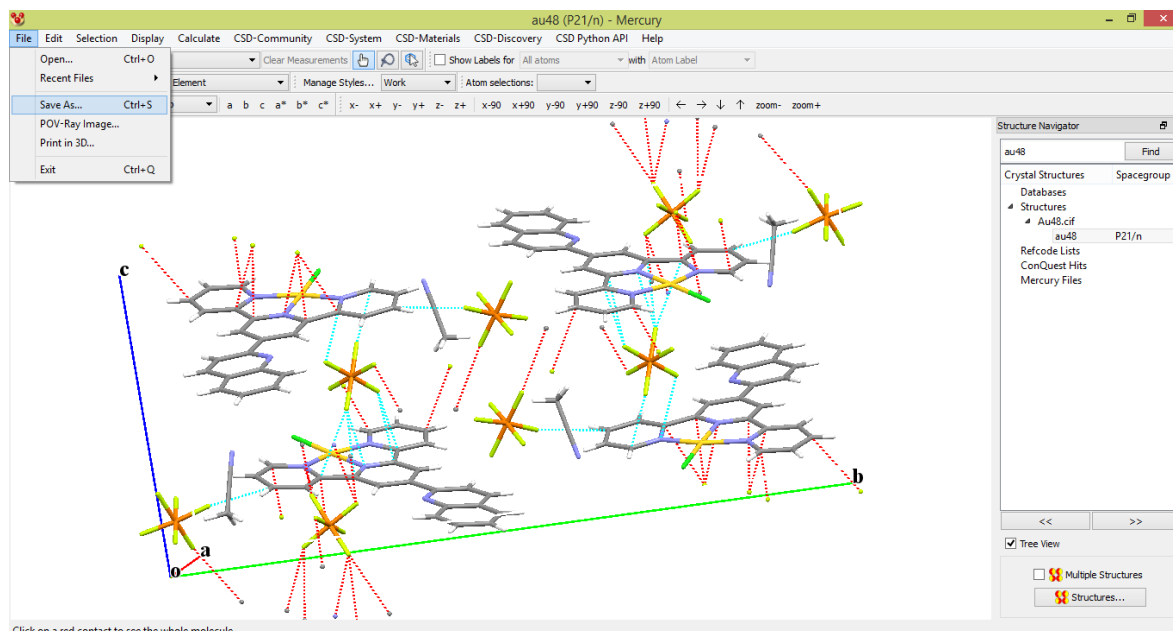 au48 (P21/n) - Mercury
File Edit Selection Display Calculate CSD-Community CSD-System CSD-Materials CSD-Discovery CSD Python API Help
Open... Ctrl+O
Recent Files
Save As... Ctrl+S
POV-Ray Image...
Print in 3D...
Exit Ctrl+Q
Clear Measurements Show Labels for All atoms with Atom Label
Element Manage Styles... Work Atom selections:
a b c a* b* c* x- x+ y- y+ z- z+ x-90 x+90 y-90 y+90 z-90 z+90 ← → ↓ ↑ zoom- zoom+
Structure Navigator
au48 Find
Crystal Structures Spacegroup
Databases
Structures
Au48.cif
au48 P21/n
Refcode Lists
ConQuest Hits
Mercury Files
c
b
a
o
<< >>
Tree View
Multiple Structures
Structures...
Click on a red contact to see the whole molecule